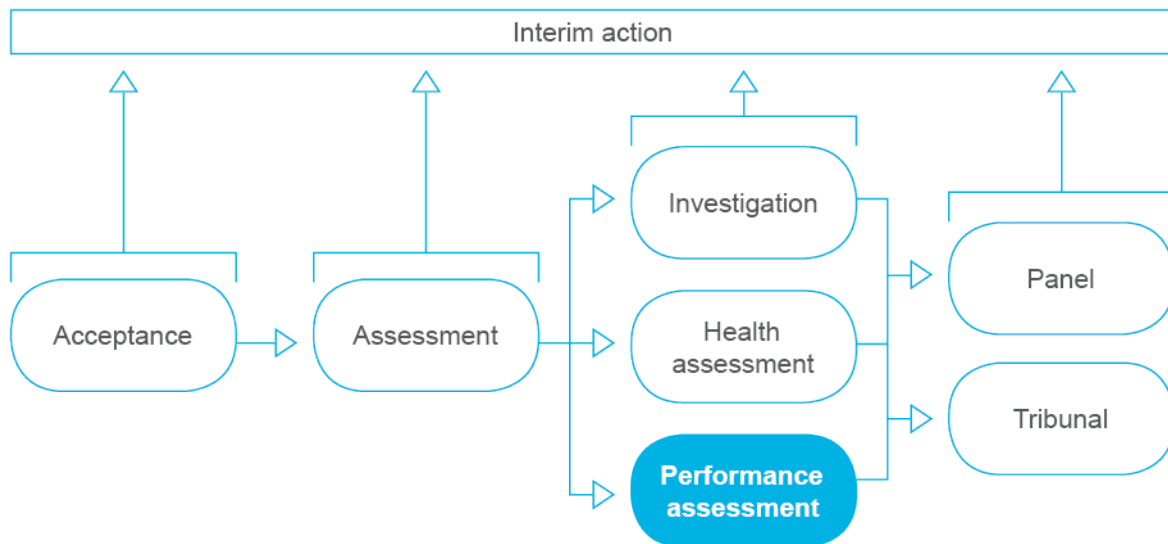 Interim action
Acceptance
Assessment
Investigation
Health
assessment
Performance
assessment
Panel
Tribunal